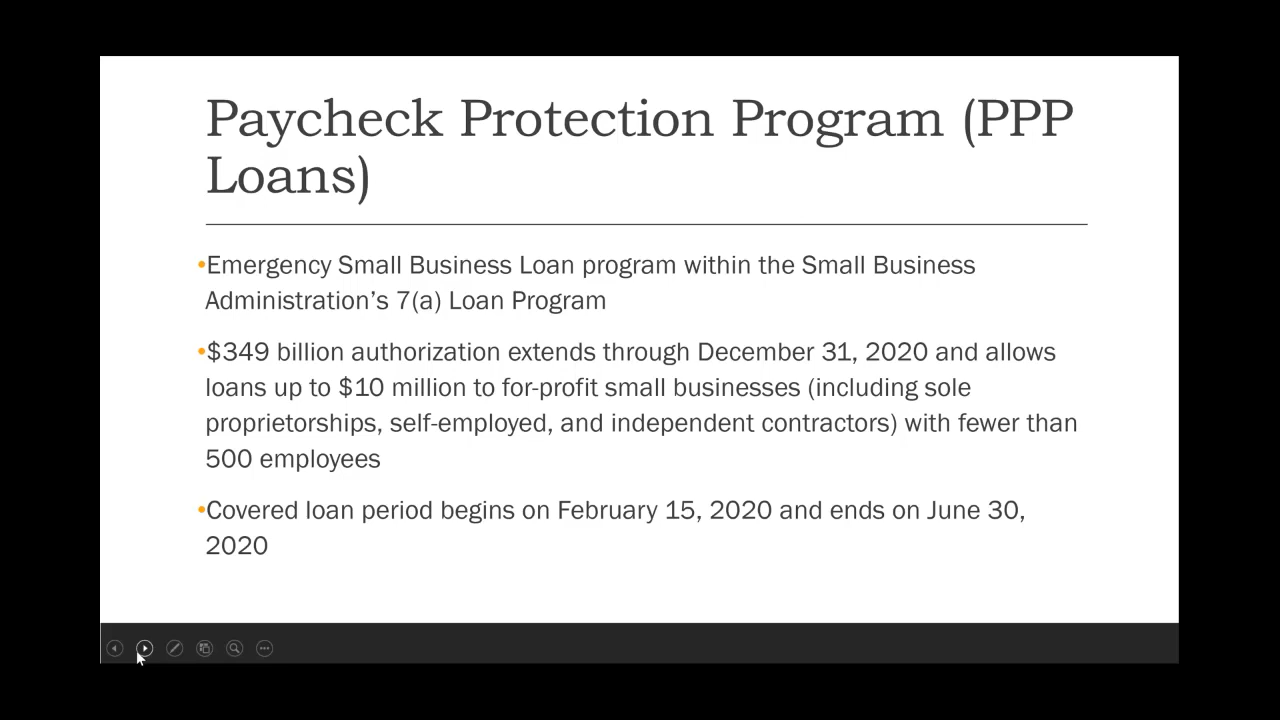 Paycheck Protection Program (PPP
Loans)
•Emergency Small Business Loan program within the Small Business
Administration’s 7(a) Loan Program
•$349 billion authorization extends through December 31, 2020 and allows
loans up to $10 million to for-profit small businesses (including sole
proprietorships, self-employed, and independent contractors) with fewer than
500 employees
•Covered loan period begins on February 15, 2020 and ends on June 30,
2020